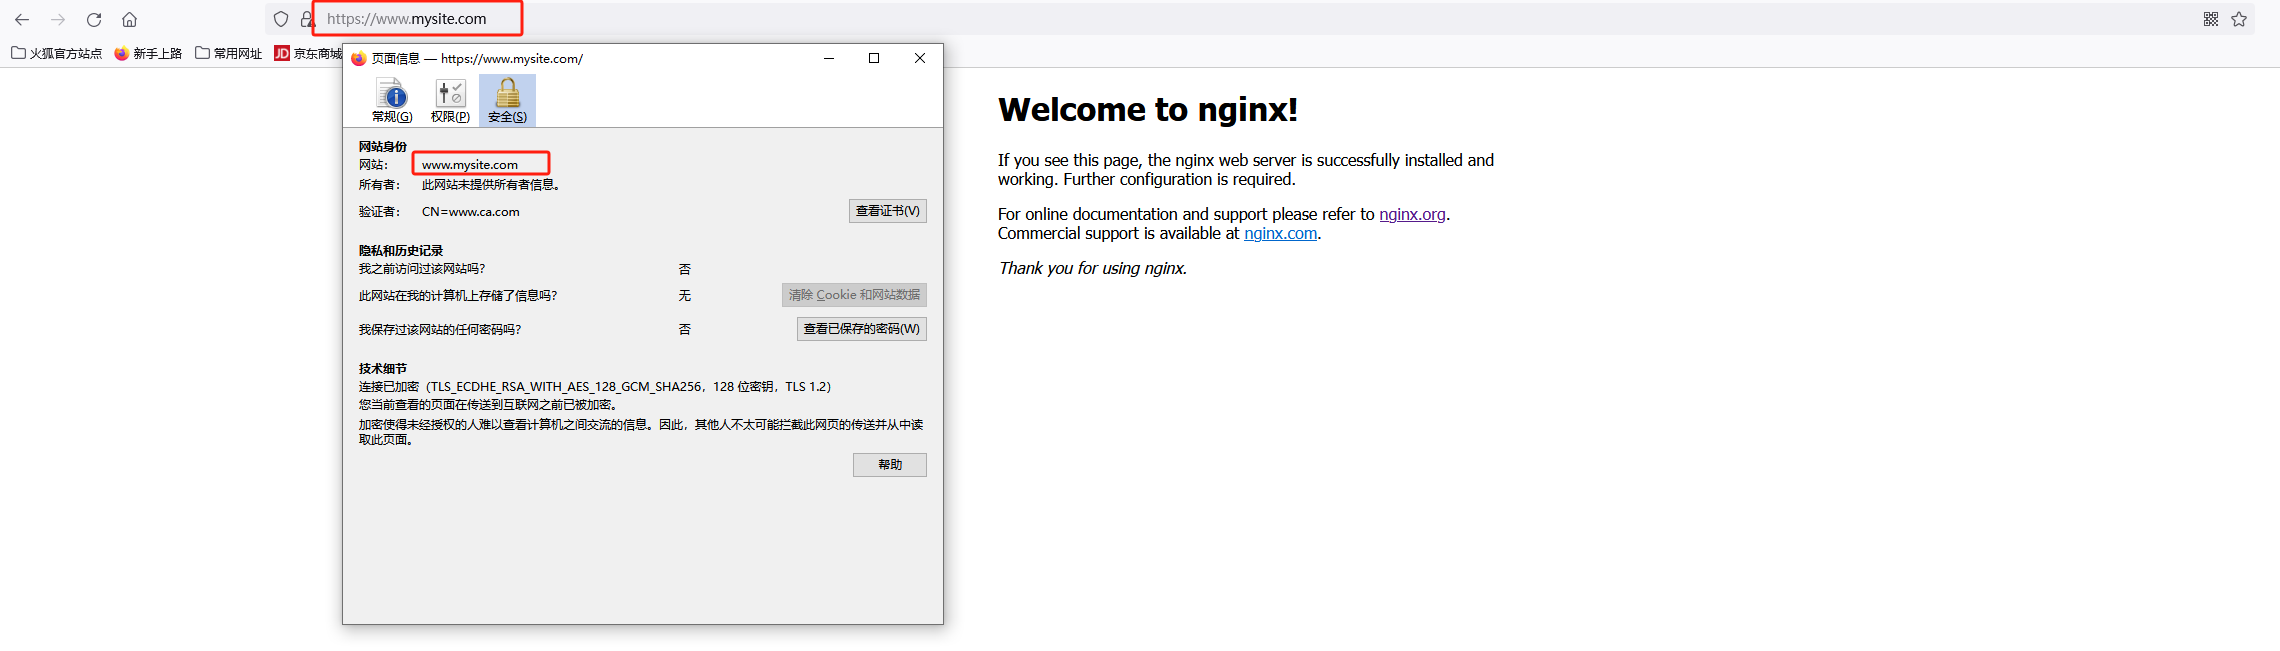 https://www.mysite.com
火狐官方站点 新手上路 常用网址 JD 京东商城
页面信息 — https://www.mysite.com/
常规(G) 权限(P) 安全(S)
网站身份
网站： www.mysite.com
所有者： 此网站未提供所有者信息。
验证者： CN=www.ca.com 查看证书(V)
隐私和历史记录
我之前访问过该网站吗？ 否
此网站在我的计算机上存储了信息吗？ 无 清除 Cookie 和网站数据
我保存过该网站的任何密码吗？ 否 查看已保存的密码(W)
技术细节
连接已加密（TLS_ECDHE_RSA_WITH_AES_128_GCM_SHA256，128 位密钥，TLS 1.2）
您当前查看的页面在传送到互联网之前已被加密。
加密使得未经授权的人难以查看计算机之间交流的信息。因此，其他人不太可能拦截此网页的传送并从中读
取此页面。
帮助
Welcome to nginx!
If you see this page, the nginx web server is successfully installed and
working. Further configuration is required.
For online documentation and support please refer to nginx.org.
Commercial support is available at nginx.com.
Thank you for using nginx.